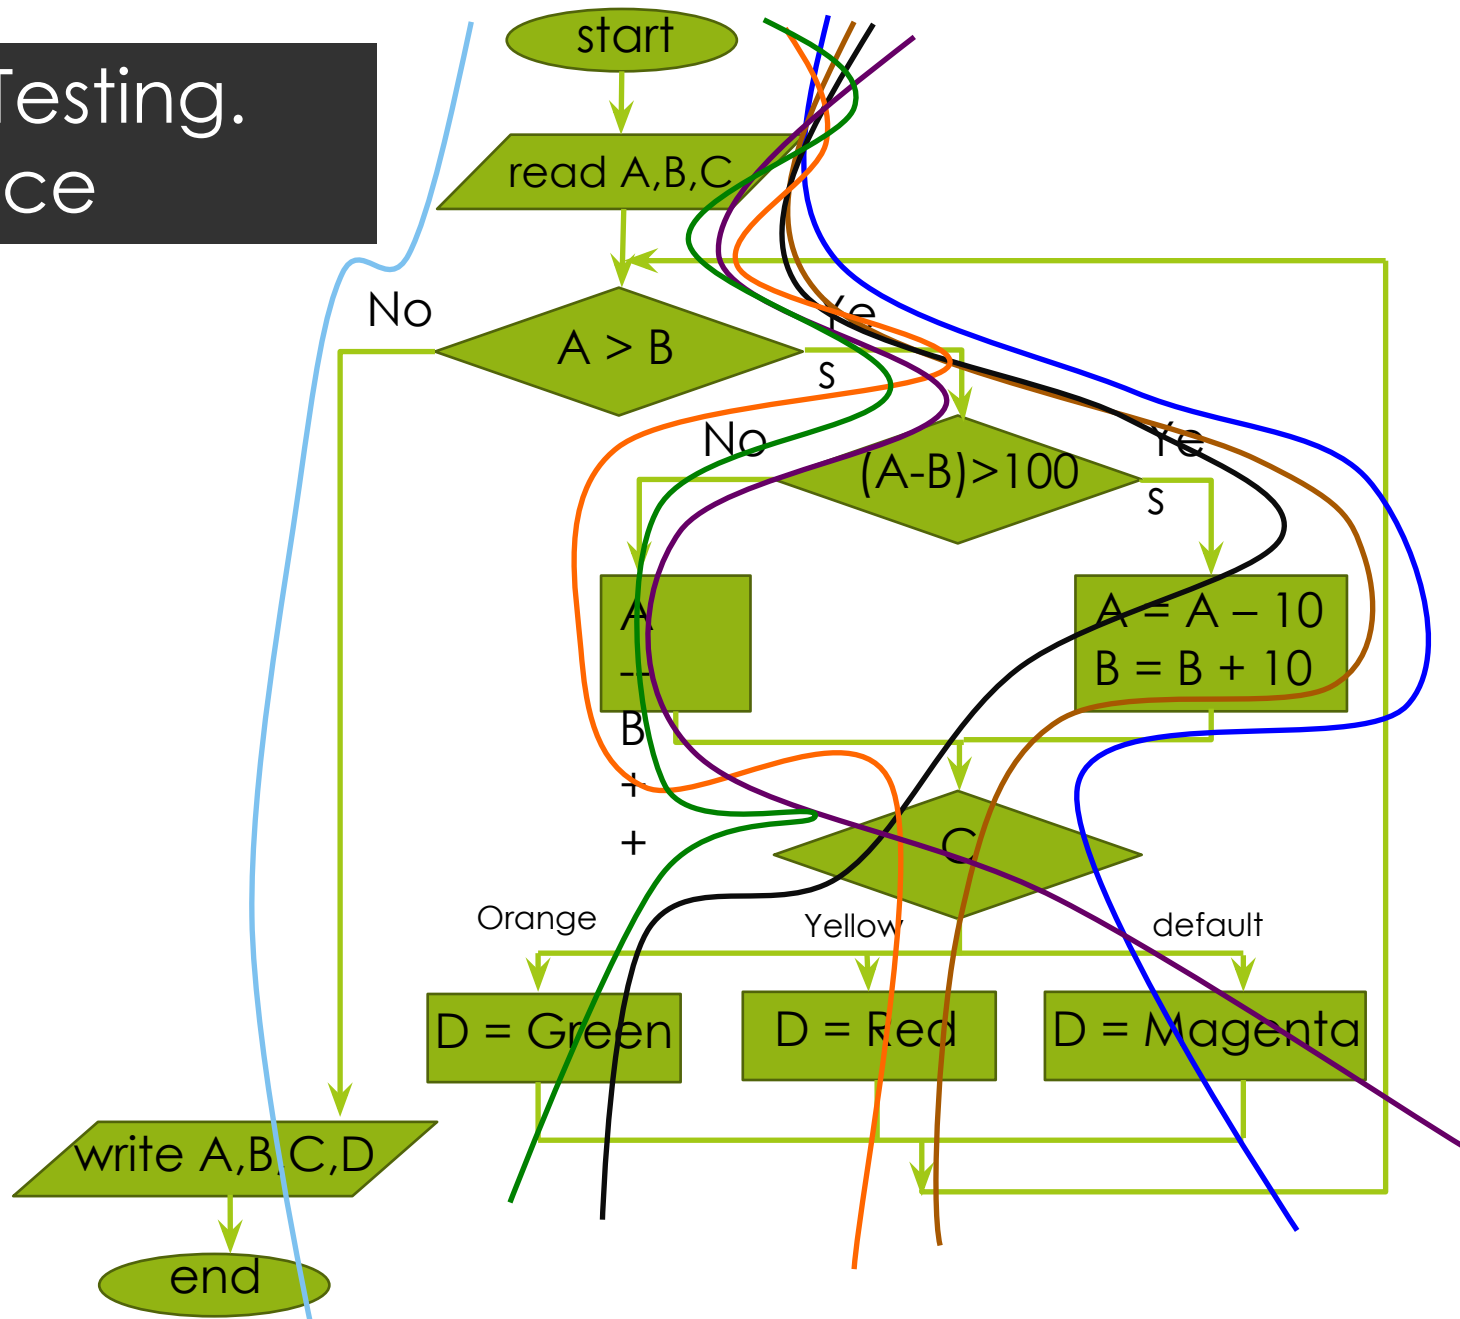 Testing.
ce
start
read A,B,C
No
A > B
Ye
s
No
(A-B)>100
Ye
s
A
--
B
+
+
A = A – 10
B = B + 10
C
Orange
Yellow
default
D = Green
D = Red
D = Magenta
write A,B,C,D
end